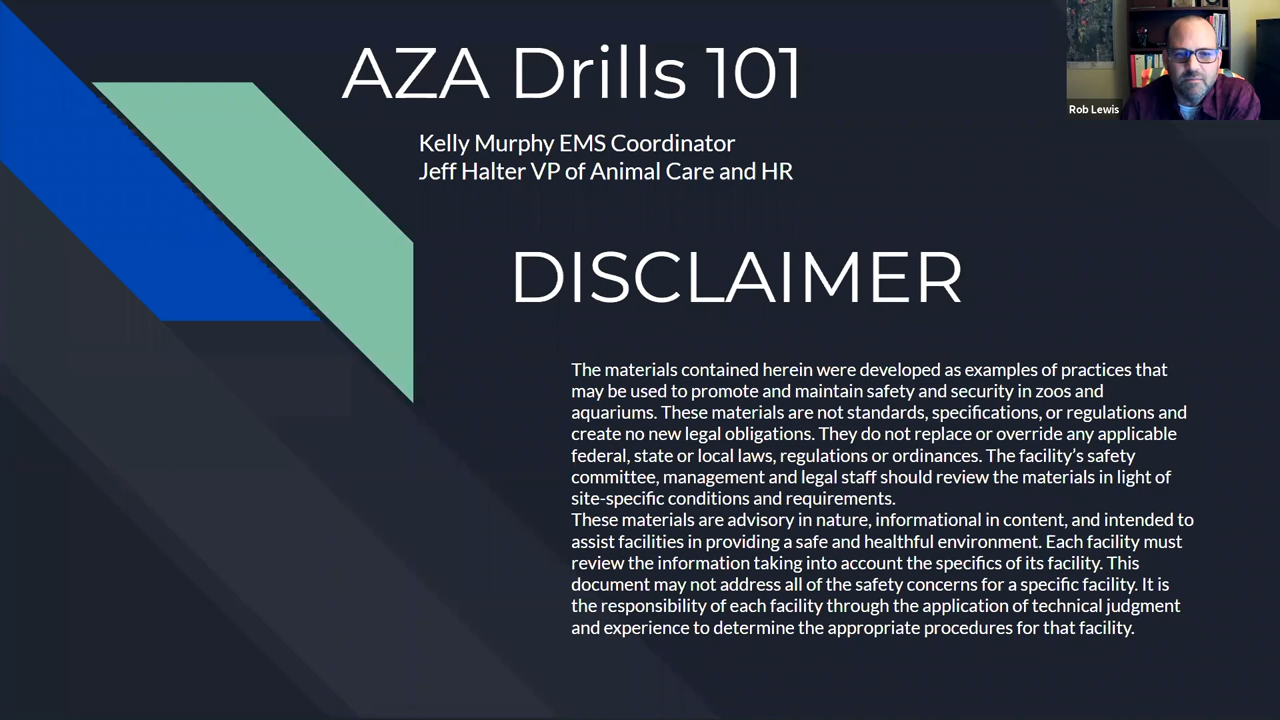 AZA Drills 101
Kelly Murphy EMS Coordinator
Jeff Halter VP of Animal Care and HR
Rob Lewis
DISCLAIMER
The materials contained herein were developed as examples of practices that
may be used to promote and maintain safety and security in zoos and
aquariums. These materials are not standards, specifications, or regulations and
create no new legal obligations. They do not replace or override any applicable
federal, state or local laws, regulations or ordinances. The facility's safety
committee, management and legal staff should review the materials in light of
site-specific conditions and requirements.
These materials are advisory in nature, informational in content, and intended to
assist facilities in providing a safe and healthful environment. Each facility must
review the information taking into account the specifics of its facility. This
document may not address all of the safety concerns for a specific facility. It is
the responsibility of each facility through the application of technical judgment
and experience to determine the appropriate procedures for that facility.